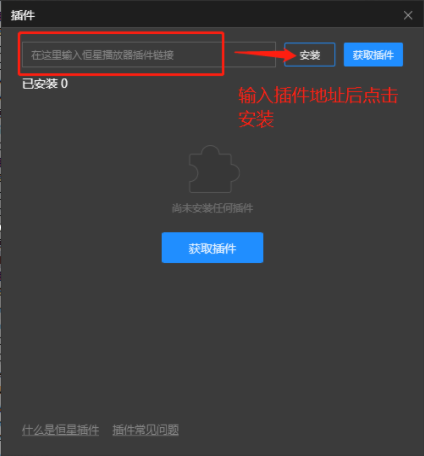 插件
在这里输入恒星播放器插件链接
安装
获取插件
已安装 0
输入插件地址后点击
安装
尚未安装任何插件
获取插件
什么是恒星插件
插件常见问题